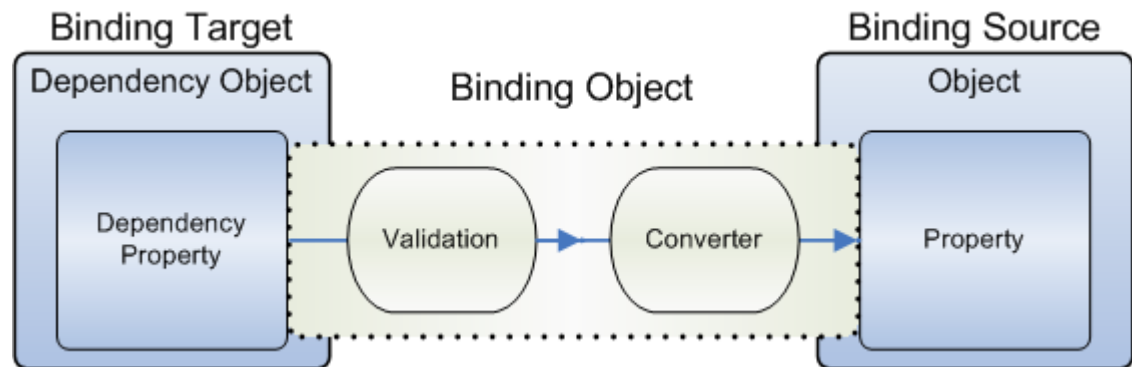 Binding Target
Binding Source
Dependency Object
Binding Object
Object
Dependency
Property
Validation
Converter
Property